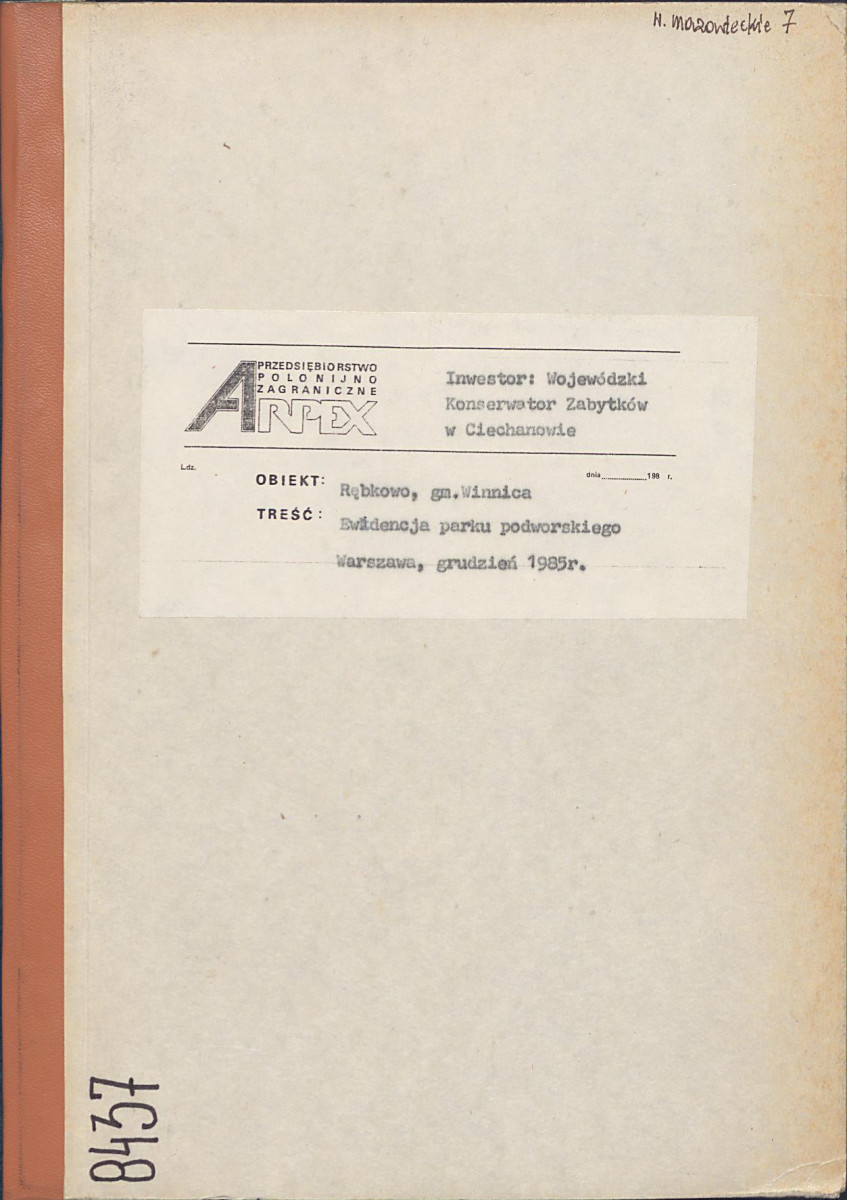 W. mazowieckie 7
PRZEDSIĘBIORSTWO
POLONIJNO
ZAGRANICZNE
ARPEX
Inwestor: Wojewódzki
Konserwator Zabytków
w Ciechanowie
L.dz.
dnia 198 r.
OBIEKT: Rębkowo, gm.Winnica
TREŚĆ: Ewidencja parku podworskiego
Warszawa, grudzień 1985r.
8437